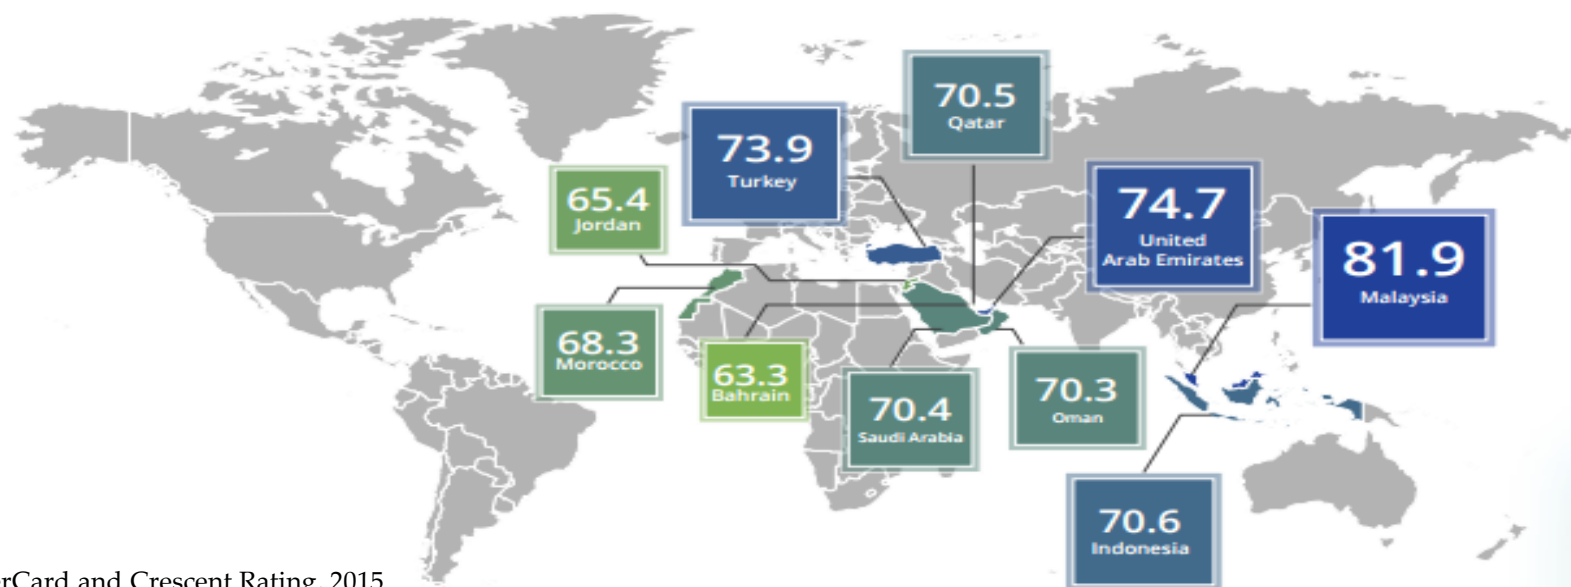 70.5
Qatar
73.9
Turkey
65.4
Jordan
74.7
United
Arab Emirates
81.9
Malaysia
68.3
Morocco
63.3
Bahrain
70.4
Saudi Arabia
70.3
Oman
70.6
Indonesia
and Crescent Rating, 2015